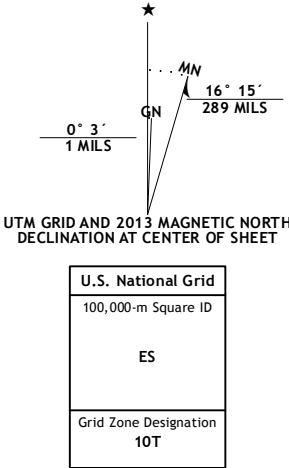 ★
MN
GN
16° 15´
289 MILS
0° 3´
1 MILS
UTM GRID AND 2013 MAGNETIC NORTH
DECLINATION AT CENTER OF SHEET
U.S. National Grid
100,000-m Square ID
ES
Grid Zone Designation
10T